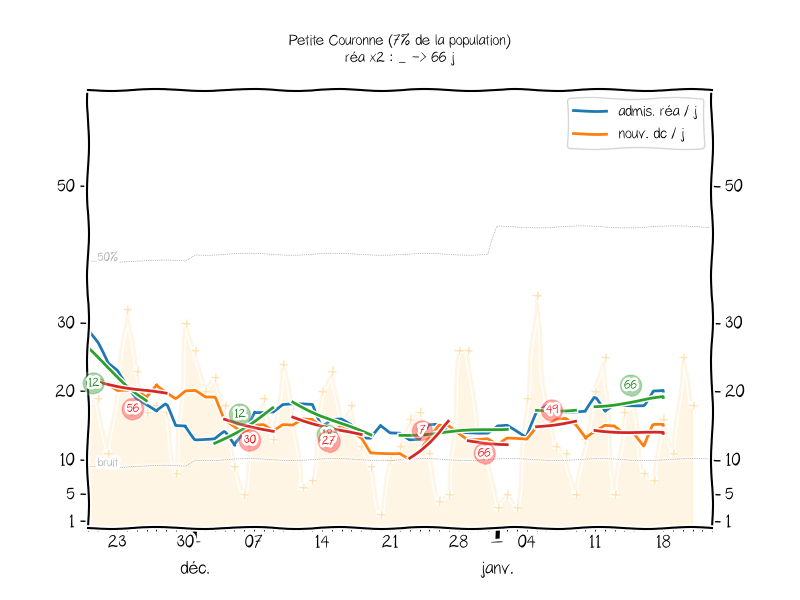 Petite Couronne (7% de la population)
réa x2 : _ -> 66 j
admis. réa / j
nouv. dc / j
50 50
50%
30 30
66
12 12 49
20 20
56
7
30 27
66
bruit
10 10
5 5
1 1
23 30 07 14 21 28 04 11 18
déc. janv.